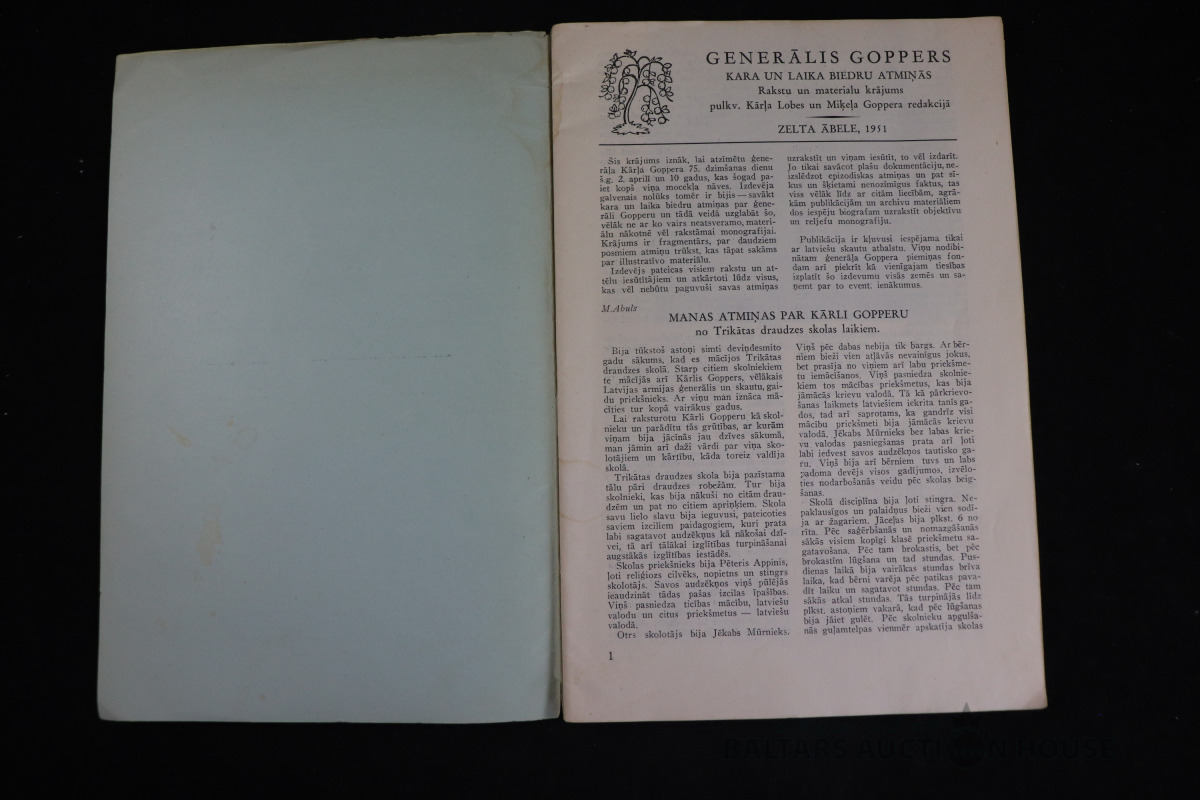 ĢENERĀLIS GOPPERS
KARA UN LAIKA BIEDRU ATMIŅĀS
Rakstu un materialu krājums
pulkv. Kārļa Lobes un Miķeļa Goppera redakcijā
ZELTA ĀBELE, 1951
Šis krājums iznāk, lai atzīmētu ģene-
rāļa Kārļa Goppera 75. dzimšanas dienu
š.g. 2. aprīlī un 10 gadus, kas šogad pa-
iet kopš viņa mocekļa nāves. Izdevēja
galvenais nolūks tomēr ir bijis — savākt
kara un laika biedru atmiņas par ģene-
rāli Gopperu un tādā veidā uzglabāt šo,
vēlāk ne ar ko vairs neatsveramo, materi-
ālu nākotnē vēl rakstāmai monografijai.
Krājums ir fragmentārs, par daudziem
posmiem atmiņu trūkst, kas tāpat sakāms
par illustratīvo materiālu.
Izdevējs pateicas visiem rakstu un at-
tēlu iesūtītājiem un atkārtoti lūdz visus,
kas vēl nebūtu paguvuši savas atmiņas
uzrakstīt un viņam iesūtīt, to vēl izdarīt.
Jo tikai savācot plašu dokumentāciju, ne-
izslēdzot epizodiskas atmiņas un pat sī-
kus un šķietami nenozīmīgus faktus, tas
viss vēlāk līdz ar citām liecībām, agrā-
kām publikācijām un archivu materiāliem
dos iespēju biografam uzrakstīt objektīvu
un reljefu monografiju.
Publikācija ir kļuvusi iespējama tikai
ar latviešu skautu atbalstu. Viņu nodibi-
nātam ģenerāļa Goppera piemiņas fon-
dam arī piekrīt kā vienīgajam tiesības
izplatīt šo izdevumu visās zemēs un sa-
ņemt par to event. ienākumus.
M. Abuls
MANAS ATMIŅAS PAR KĀRLI GOPPERU
no Trikātas draudzes skolas laikiem.
Bija tūkstoš astoņi simti deviņdesmito
gadu sākums, kad es mācījos Trikātas
draudzes skolā. Starp citiem skolniekiem
te mācījās arī Kārlis Goppers, vēlākais
Latvijas armijas ģenerālis un skautu, gai-
du priekšnieks. Ar viņu man iznāca mā-
cīties tur kopā vairākus gadus.
Lai raksturotu Kārli Gopperu kā skol-
nieku un parādītu tās grūtības, ar kurām
viņam bija jācīnās jau dzīves sākumā,
man jāmin arī daži vārdi par viņa sko-
lotājiem un kārtību, kāda toreiz valdīja
skolā.
Trikātas draudzes skola bija pazīstama
tālu pāri draudzes robežām. Tur bija
skolnieki, kas bija nākuši no citām drau-
dzēm un pat no citiem apriņķiem. Skola
savu lielo slavu bija ieguvusi, pateicoties
saviem izciliem paidagogiem, kuri prata
labi sagatavot audzēkņus kā nākošai dzī-
vei, tā arī tālākai izglītības turpināšanai
augstākās izglītības iestādēs.
Skolas priekšnieks bija Pēteris Appinis,
ļoti reliģiozs cilvēks, nopietns un stingrs
skolotājs. Savos audzēkņos viņš pūlējās
ieaudzināt tādas pašas izcilas īpašības.
Viņš pasniedza ticības mācību, latviešu
valodu un citus priekšmetus — latviešu
valodā.
Otrs skolotājs bija Jēkabs Mūrnieks.
Viņš pēc dabas nebija tik bargs. Ar bēr-
niem bieži vien atļāvās nevainīgus jokus,
bet prasīja no viņiem arī labu priekšme-
tu iemācīšanos. Viņš pasniedza skolnie-
kiem tos mācības priekšmetus, kas bija
jāmācās krievu valodā. Tā kā pārkrievo-
šanas laikmets latviešiem iekrita tanīs ga-
dos, tad arī saprotams, ka gandrīz visi
mācību priekšmeti bija jāmācās krievu
valodā. Jēkabs Mūrnieks bez labas krie-
vu valodas pasniegšanas prata arī ļoti
labi iedvest savos audzēkņos tautisko ga-
ru. Viņš bija arī bērniem tuvs un labs
padoma devējs visos gadījumos, izvēlo-
ties nodarbošanās veidu pēc skolas beig-
šanas.
Skolā disciplīna bija ļoti stingra. Ne-
paklausīgos un palaidņus bieži vien sodī-
ja ar žagariem. Jāceļas bija plkst. 6 no
rīta. Pēc saģērbšanās un nomazgāšanās
sākās visiem kopīgi klasē priekšmetu sa-
gatavošana. Pēc tam brokastis, bet pēc
brokastīm lūgšana un tad stundas. Pus-
dienas laikā bija vairākas stundas brīva
laika, kad bērni varēja pēc patikas pava-
dīt laiku un sagatavot stundas. Pēc tam
sākās atkal stundas. Tās turpinājās līdz
plkst. astoņiem vakarā, kad pēc lūgšanas
bija jāiet gulēt. Pēc skolnieku apgulša-
nās guļamtelpas vienmēr apskatīja skolas
1
BALTARS AUCTION HOUSE